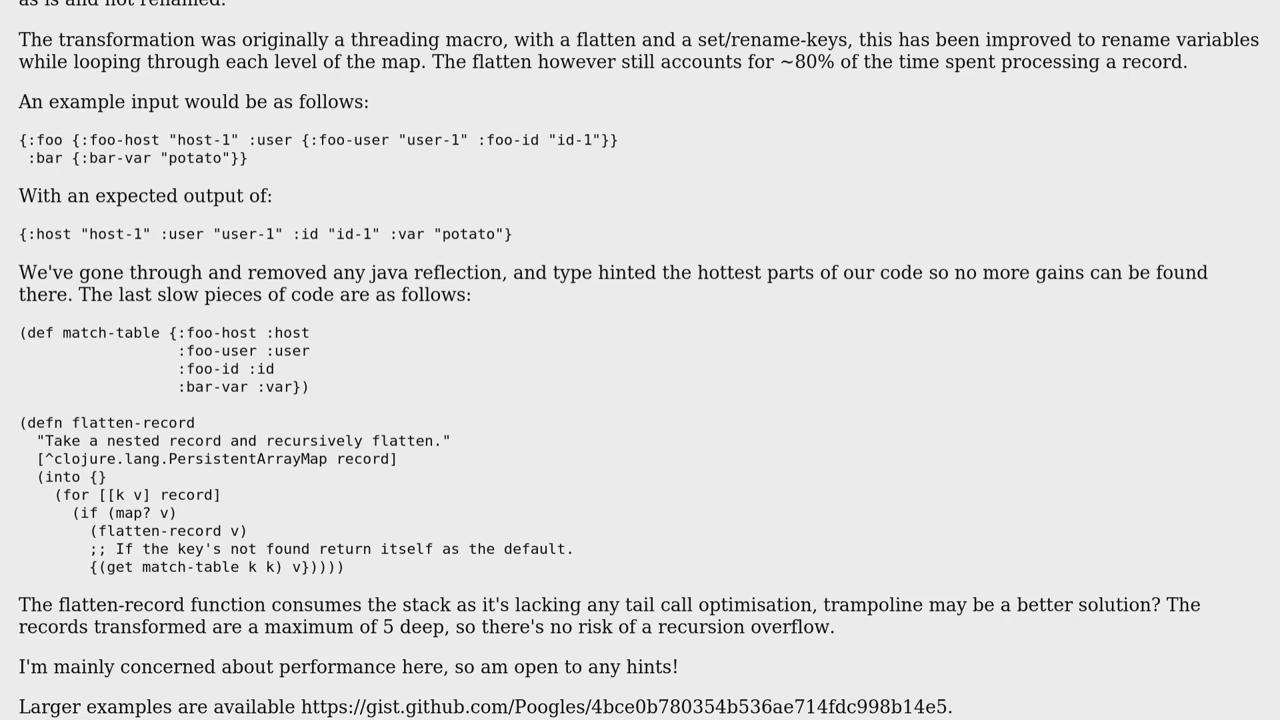 as is and not renamed.
The transformation was originally a threading macro, with a flatten and a set/rename-keys, this has been improved to rename variables
while looping through each level of the map. The flatten however still accounts for ~80% of the time spent processing a record.
An example input would be as follows:
{:foo {:foo-host "host-1" :user {:foo-user "user-1" :foo-id "id-1"}}
 :bar {:bar-var "potato"}}
With an expected output of:
{:host "host-1" :user "user-1" :id "id-1" :var "potato"}
We've gone through and removed any java reflection, and type hinted the hottest parts of our code so no more gains can be found
there. The last slow pieces of code are as follows:
(def match-table {:foo-host :host
                  :foo-user :user
                  :foo-id :id
                  :bar-var :var})
(defn flatten-record
  "Take a nested record and recursively flatten."
  [^clojure.lang.PersistentArrayMap record]
  (into {}
    (for [[k v] record]
      (if (map? v)
        (flatten-record v)
        ;; If the key's not found return itself as the default.
        {(get match-table k k) v}))))
The flatten-record function consumes the stack as it's lacking any tail call optimisation, trampoline may be a better solution? The
records transformed are a maximum of 5 deep, so there's no risk of a recursion overflow.
I'm mainly concerned about performance here, so am open to any hints!
Larger examples are available https://gist.github.com/Poogles/4bce0b780354b536ae714fdc998b14e5.